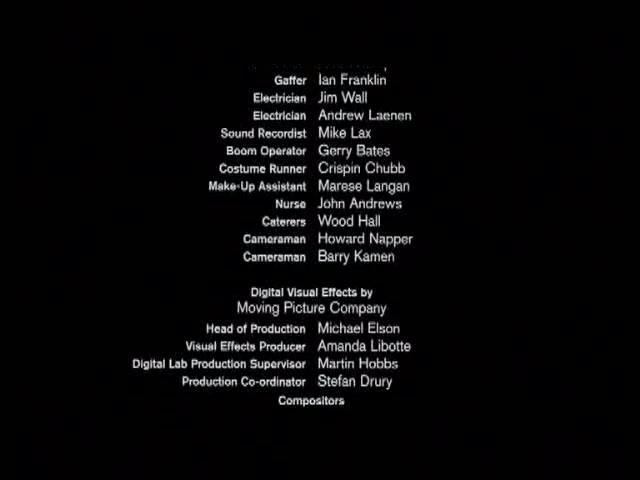 Gaffer Ian Franklin
Electrician Jim Wall
Electrician Andrew Laenen
Sound Recordist Mike Lax
Boom Operator Gerry Bates
Costume Runner Crispin Chubb
Make-Up Assistant Marese Langan
Nurse John Andrews
Caterers Wood Hall
Cameraman Howard Napper
Cameraman Barry Kamen
Digital Visual Effects by
Moving Picture Company
Head of Production Michael Elson
Visual Effects Producer Amanda Libotte
Digital Lab Production Supervisor Martin Hobbs
Production Co-ordinator Stefan Drury
Compositors